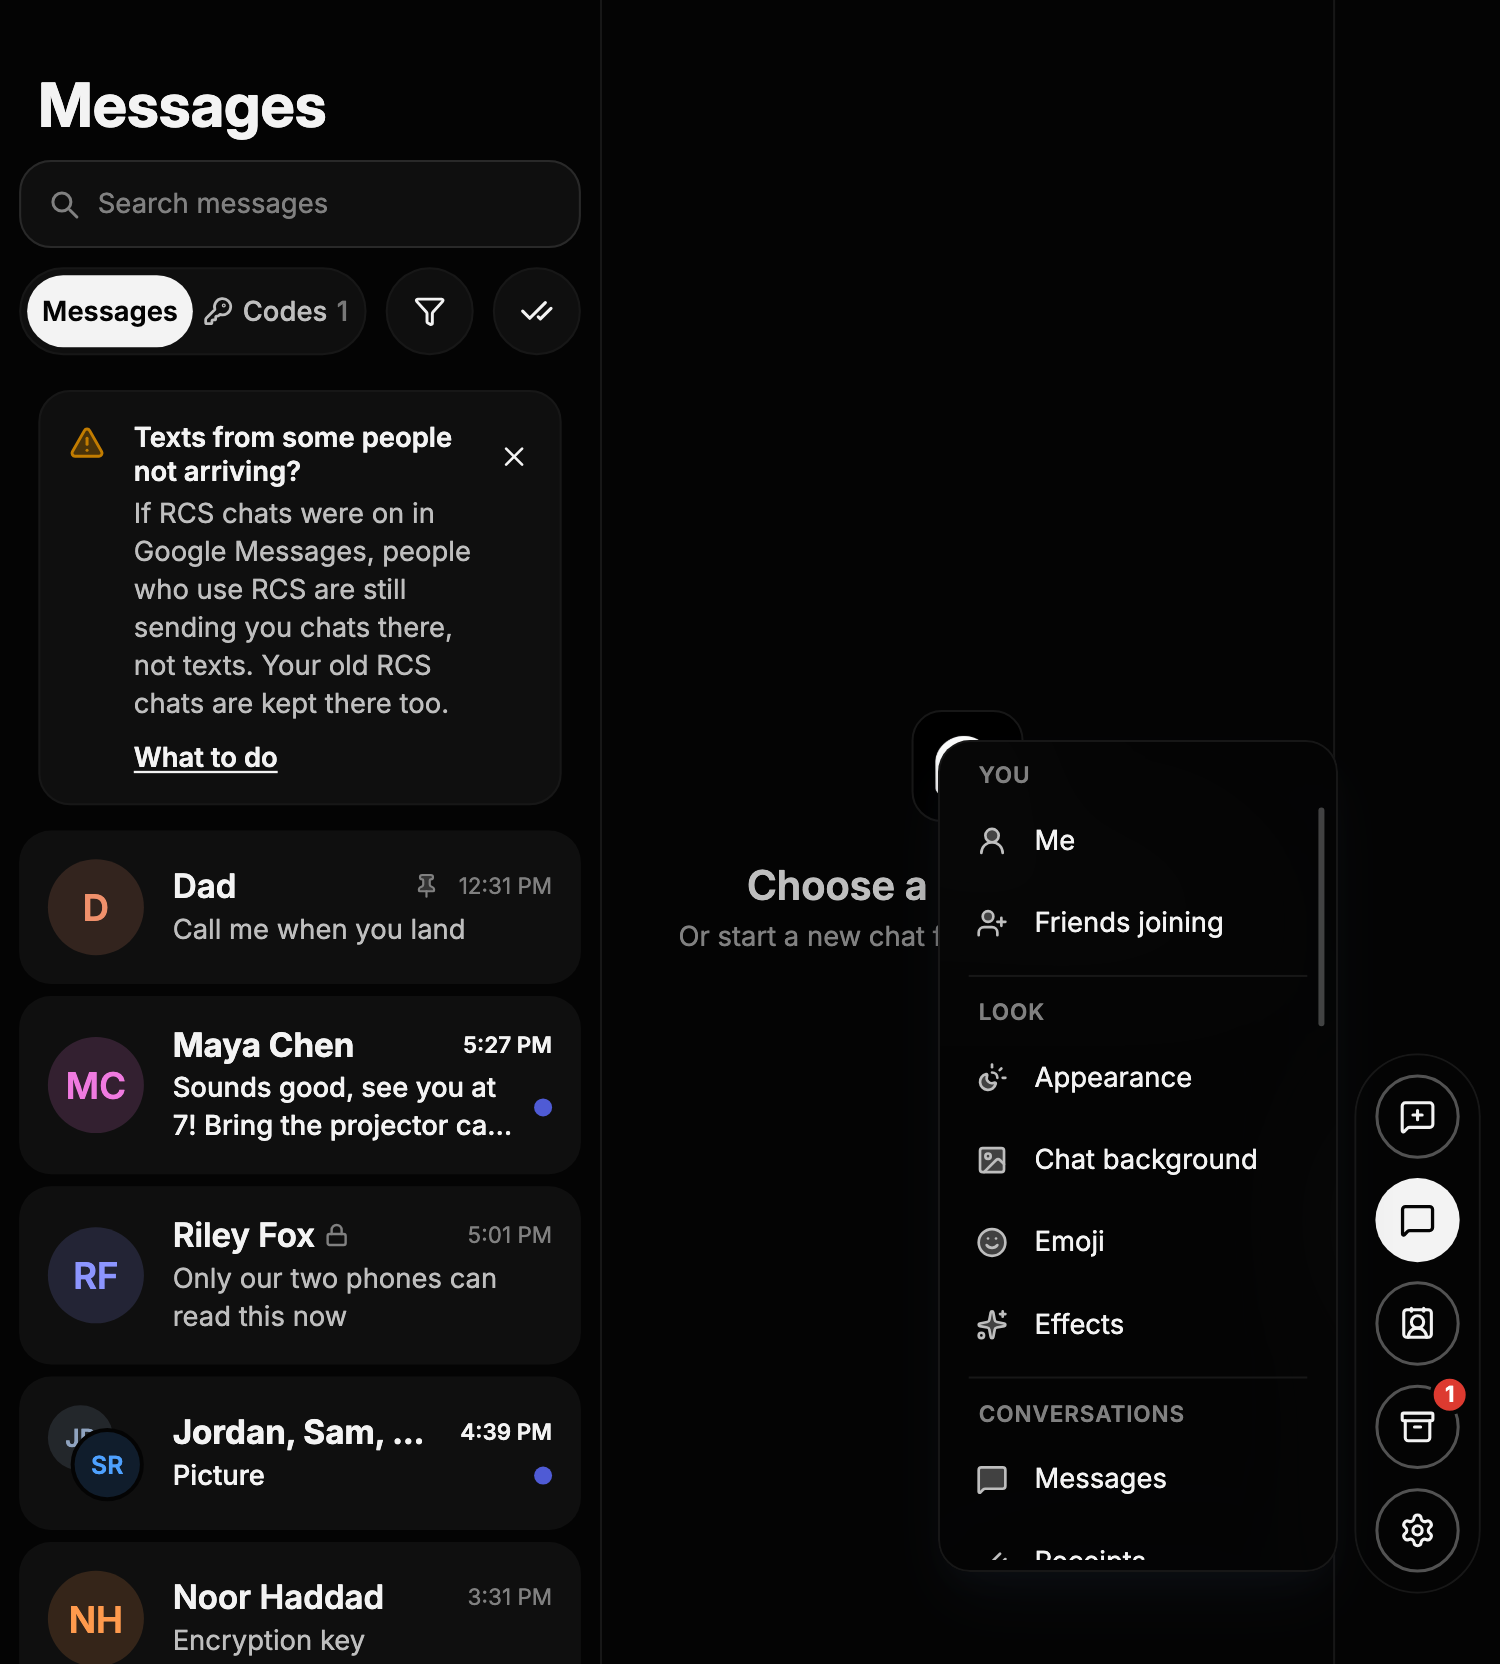 Messages
Search messages
Messages
Codes 1
Texts from some people
not arriving?
If RCS chats were on in
Google Messages, people
who use RCS are still
sending you chats there,
not texts. Your old RCS
chats are kept there too.
What to do
D
Dad
12:31 PM
Call me when you land
MC
Maya Chen
5:27 PM
Sounds good, see you at
7! Bring the projector ca...
RF
Riley Fox
5:01 PM
Only our two phones can
read this now
SR
Jordan, Sam, ...
4:39 PM
Picture
NH
Noor Haddad
3:31 PM
Encryption key
Choose a
Or start a new chat
YOU
Me
Friends joining
LOOK
Appearance
Chat background
Emoji
Effects
CONVERSATIONS
Messages
Receipts
1